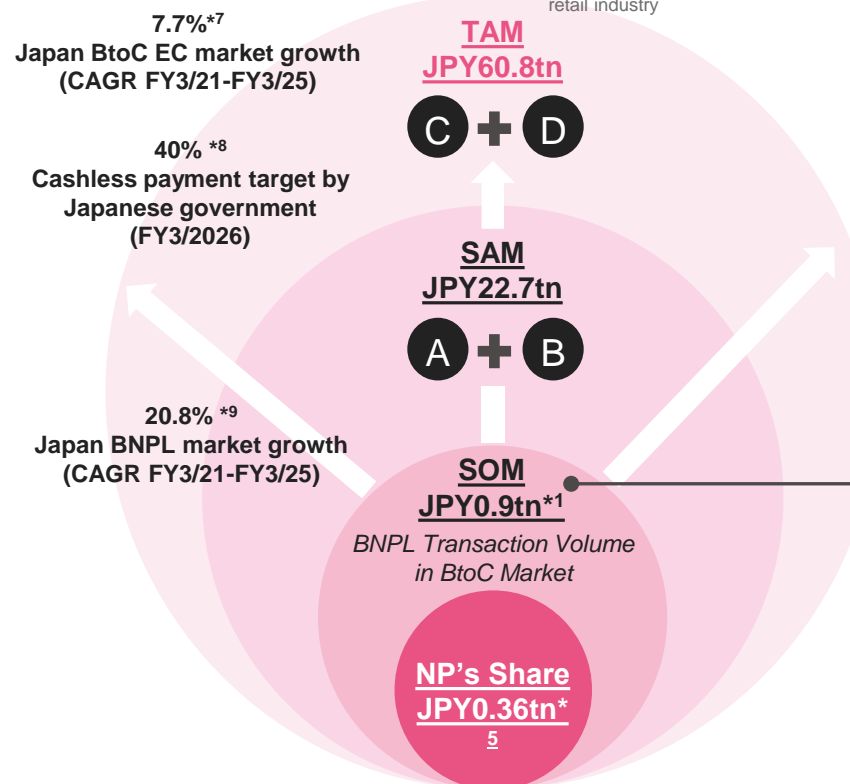 retail industry
7.7%*7
Japan BtoC EC market growth
(CAGR FY3/21-FY3/25)
40% *8
Cashless payment target by
Japanese government
(FY3/2026)
20.8% *9
Japan BNPL market growth
(CAGR FY3/21-FY3/25)
TAM
JPY60.8tn
C + D
SAM
JPY22.7tn
A + B
SOM
JPY0.9tn*1
BNPL Transaction Volume
in BtoC Market
NP's Share
JPY0.36tn*
5